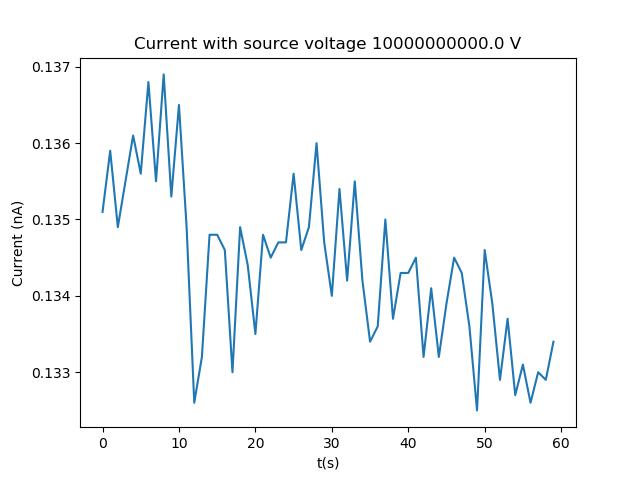 Current with source voltage 10000000000.0 V
0.137
0.136
0.135
0.134
0.133
Current (nA)
0 10 20 30 40 50 60
t(s)